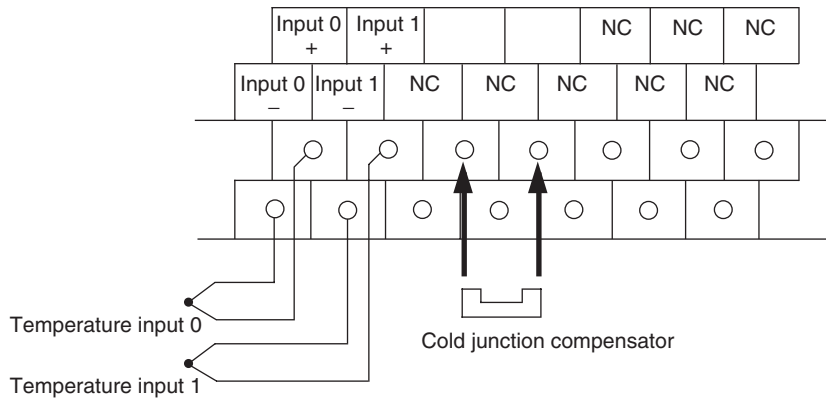 Input 0 Input 1 NC NC NC
+ +
Input 0 Input 1 NC NC NC NC NC
– –
Temperature input 0
Cold junction compensator
Temperature input 1